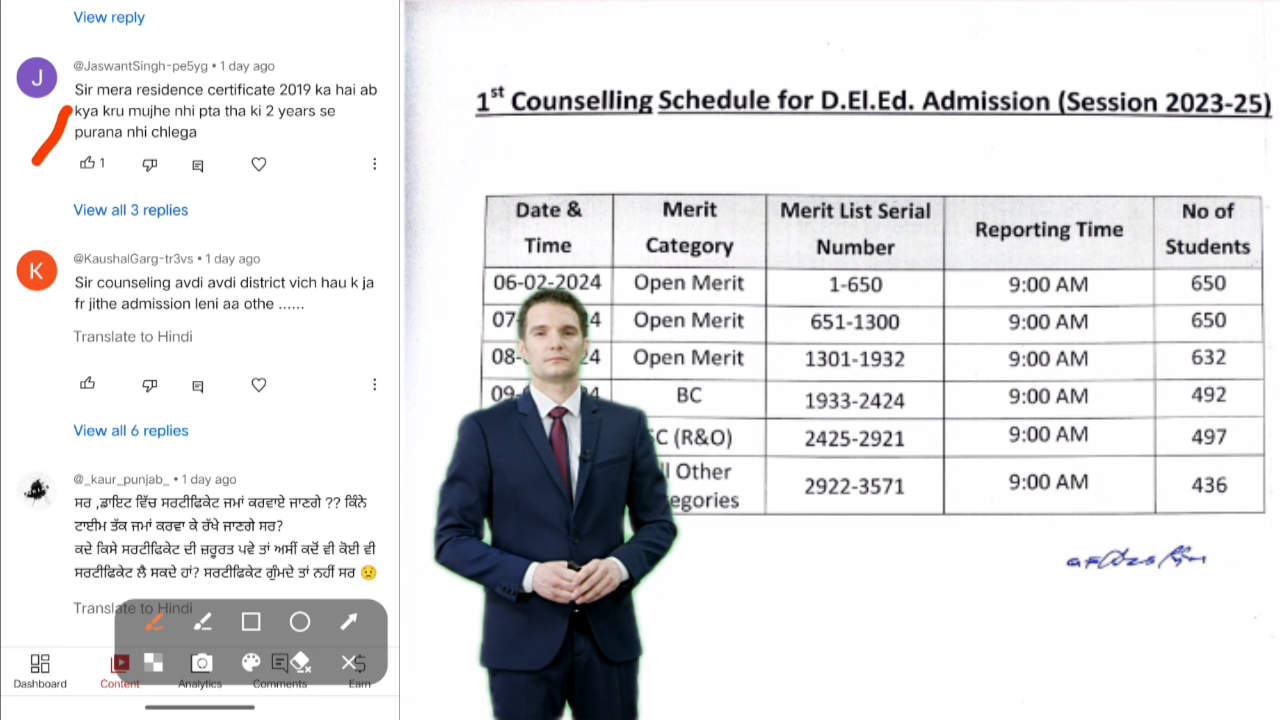 View reply
@JaswantSingh-pe5yg • 1 day ago
Sir mera residence certificate 2019 ka hai ab
kya kru mujhe nhi pta tha ki 2 years se
purana nhi chlega
1
View all 3 replies
@KaushalGarg-tr3vs • 1 day ago
Sir counseling avdi avdi district vich hau k ja
fr jithe admission leni aa othe ......
Translate to Hindi
View all 6 replies
@_kaur_punjab_ • 1 day ago
ਸਰ ,ਡਾਇਟ ਵਿੱਚ ਸਰਟੀਫਿਕੇਟ ਜਮਾਂ ਕਰਵਾਏ ਜਾਣਗੇ ?? ਕਿੰਨੇ
ਟਾਈਮ ਤੱਕ ਜਮਾਂ ਕਰਵਾ ਕੇ ਰੱਖੇ ਜਾਣਗੇ ਸਰ?
ਕਦੇ ਕਿਸੇ ਸਰਟੀਫਿਕੇਟ ਦੀ ਜ਼ਰੂਰਤ ਪਵੇ ਤਾਂ ਅਸੀਂ ਕਦੋਂ ਵੀ ਕੋਈ ਵੀ
ਸਰਟੀਫਿਕੇਟ ਲੈ ਸਕਦੇ ਹਾਂ? ਸਰਟੀਫਿਕੇਟ ਗੁੰਮਦੇ ਤਾਂ ਨਹੀਂ ਸਰ 😟
Translate to Hindi
Dashboard Content Analytics Comments Earn
J
K
1st Counselling Schedule for D.El.Ed. Admission (Session 2023-25)
Date & Time Merit Category Merit List Serial Number Reporting Time No of Students
06-02-2024 Open Merit 1-650 9:00 AM 650
07- 4 Open Merit 651-1300 9:00 AM 650
08- 24 Open Merit 1301-1932 9:00 AM 632
09- 4 BC 1933-2424 9:00 AM 492
SC (R&O) 2425-2921 9:00 AM 497
Other 2922-3571 9:00 AM 436